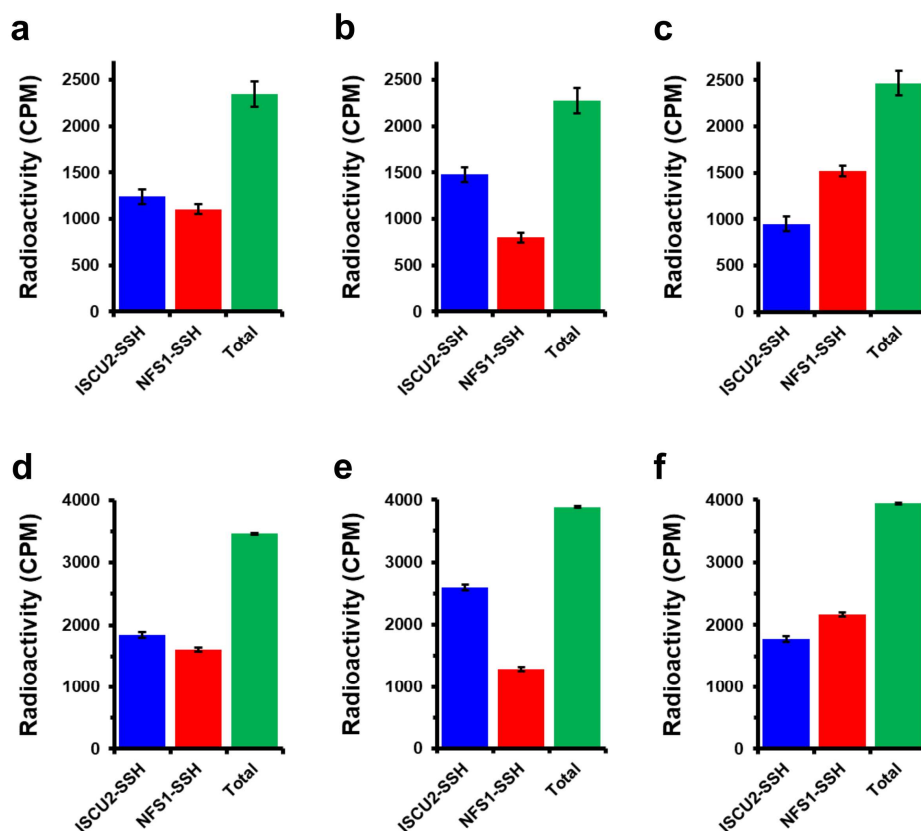 a
b
c
Radioactivity (CPM)
2500
2000
1500
1000
500
0
ISCU2-SSH
NFS1-SSH
Total
Radioactivity (CPM)
2500
2000
1500
1000
500
0
ISCU2-SSH
NFS1-SSH
Total
Radioactivity (CPM)
2500
2000
1500
1000
500
0
ISCU2-SSH
NFS1-SSH
Total
d
e
f
Radioactivity (CPM)
4000
3000
2000
1000
0
ISCU2-SSH
NFS1-SSH
Total
Radioactivity (CPM)
4000
3000
2000
1000
0
ISCU2-SSH
NFS1-SSH
Total
Radioactivity (CPM)
4000
3000
2000
1000
0
ISCU2-SSH
NFS1-SSH
Total